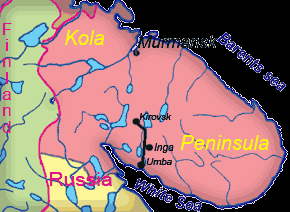 Finland
Kola
Murmansk
Barents sea
Kirovsk
Inga
Peninsula
Umba
Russia
White sea